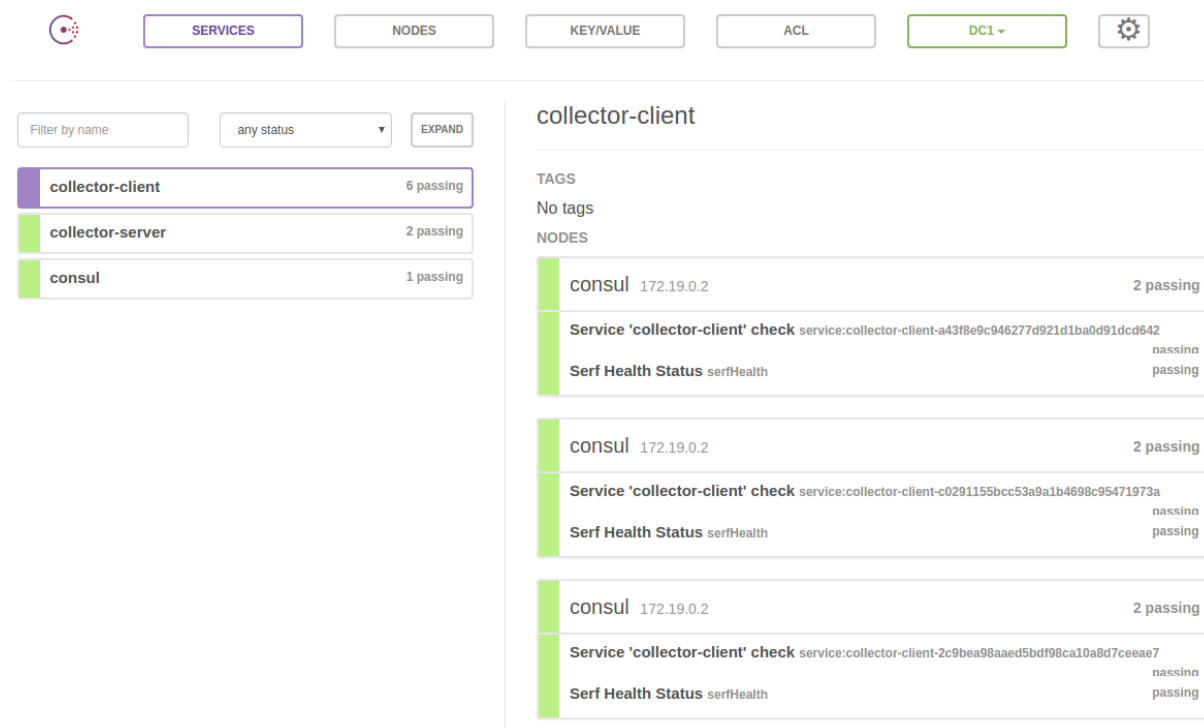 SERVICES NODES KEY/VALUE ACL DC1
Filter by name any status EXPAND
collector-client 6 passing
collector-server 2 passing
consul 1 passing
collector-client
TAGS
No tags
NODES
consul 172.19.0.2 2 passing
Service 'collector-client' check service:collector-client-a43f8e9c946277d921d1ba0d91dcd642
passing
Serf Health Status serfHealth passing
consul 172.19.0.2 2 passing
Service 'collector-client' check service:collector-client-c0291155bcc53a9a1b4698c95471973a
passing
Serf Health Status serfHealth passing
consul 172.19.0.2 2 passing
Service 'collector-client' check service:collector-client-2c9bea98aaed5bdf98ca10a8d7ceeae7
passing
Serf Health Status serfHealth passing